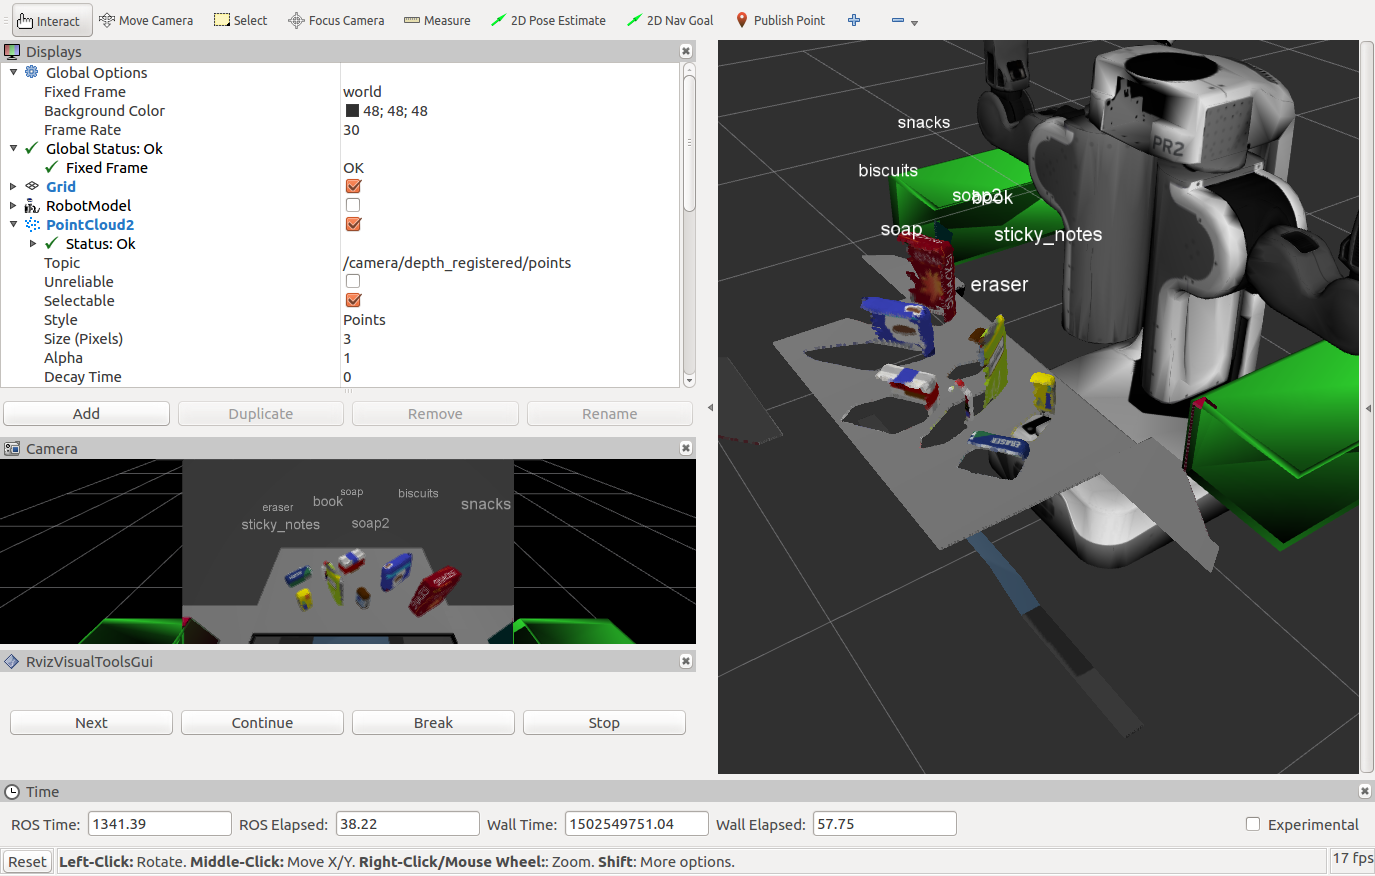 Interact Move Camera Select Focus Camera Measure 2D Pose Estimate 2D Nav Goal Publish Point
Displays
Global Options
Fixed Frame world
Background Color 48; 48; 48
Frame Rate 30
Global Status: Ok
Fixed Frame OK
Grid
RobotModel
PointCloud2
Status: Ok
Topic /camera/depth_registered/points
Unreliable
Selectable
Style Points
Size (Pixels) 3
Alpha 1
Decay Time 0
Add Duplicate Remove Rename
Camera
soap
book
biscuits
eraser
snacks
sticky_notes
soap2
RvizVisualToolsGui
Next Continue Break Stop
snacks
biscuits
soap2
book
soap
sticky_notes
eraser
PR2
SNACKS
ERASER
Time
ROS Time: 1341.39 ROS Elapsed: 38.22 Wall Time: 1502549751.04 Wall Elapsed: 57.75 Experimental
Reset Left-Click: Rotate. Middle-Click: Move X/Y. Right-Click/Mouse Wheel:: Zoom. Shift: More options. 17 fps